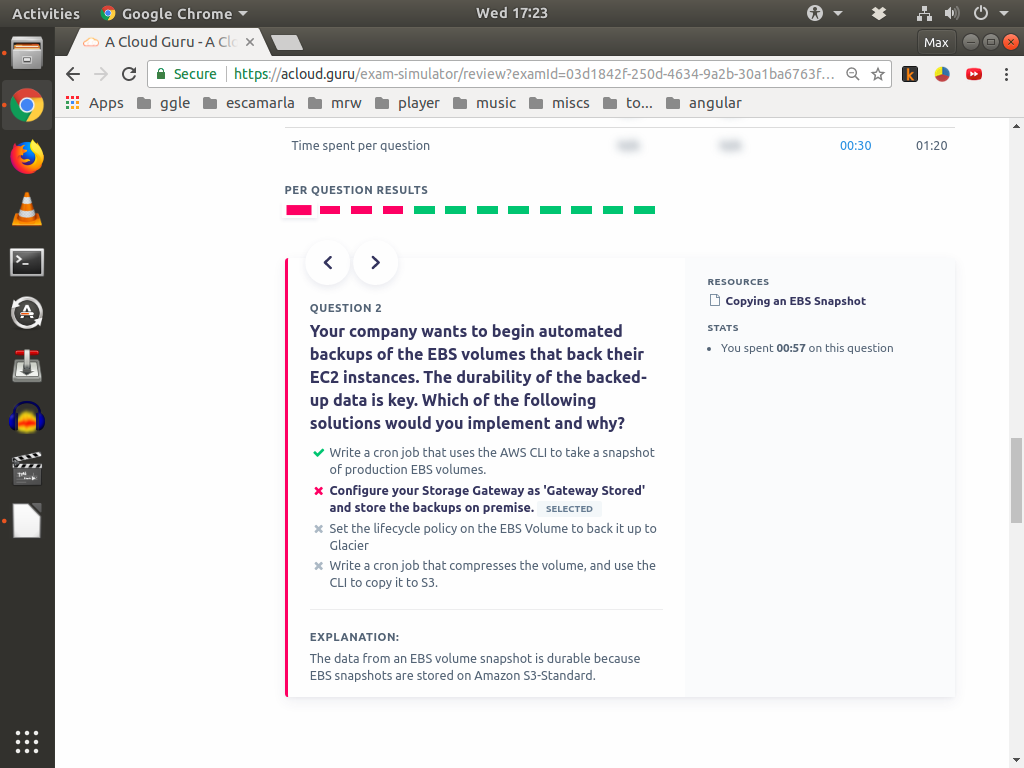 Activities Google Chrome Wed 17:23
A Cloud Guru - A Clo Max
Secure https://acloud.guru/exam-simulator/review?examId=03d1842f-250d-4634-9a2b-30a1ba6763f...
Apps ggle escamarla mrw player music miscs to... angular
Time spent per question 00:30 01:20
PER QUESTION RESULTS
QUESTION 2
Your company wants to begin automated
backups of the EBS volumes that back their
EC2 instances. The durability of the backed-
up data is key. Which of the following
solutions would you implement and why?
Write a cron job that uses the AWS CLI to take a snapshot
of production EBS volumes.
Configure your Storage Gateway as 'Gateway Stored'
and store the backups on premise. SELECTED
Set the lifecycle policy on the EBS Volume to back it up to
Glacier
Write a cron job that compresses the volume, and use the
CLI to copy it to S3.
EXPLANATION:
The data from an EBS volume snapshot is durable because
EBS snapshots are stored on Amazon S3-Standard.
RESOURCES
Copying an EBS Snapshot
STATS
• You spent 00:57 on this question